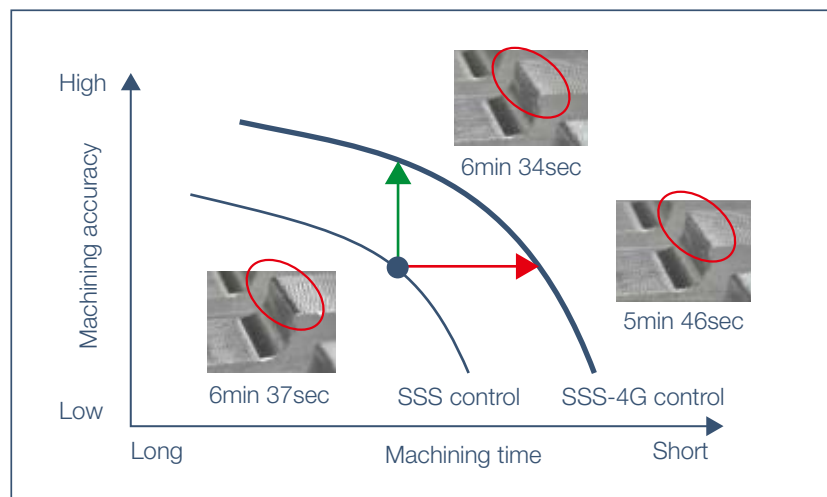 High
Machining accuracy
6min 34sec
5min 46sec
6min 37sec
SSS control
SSS-4G control
Low
Long
Machining time
Short